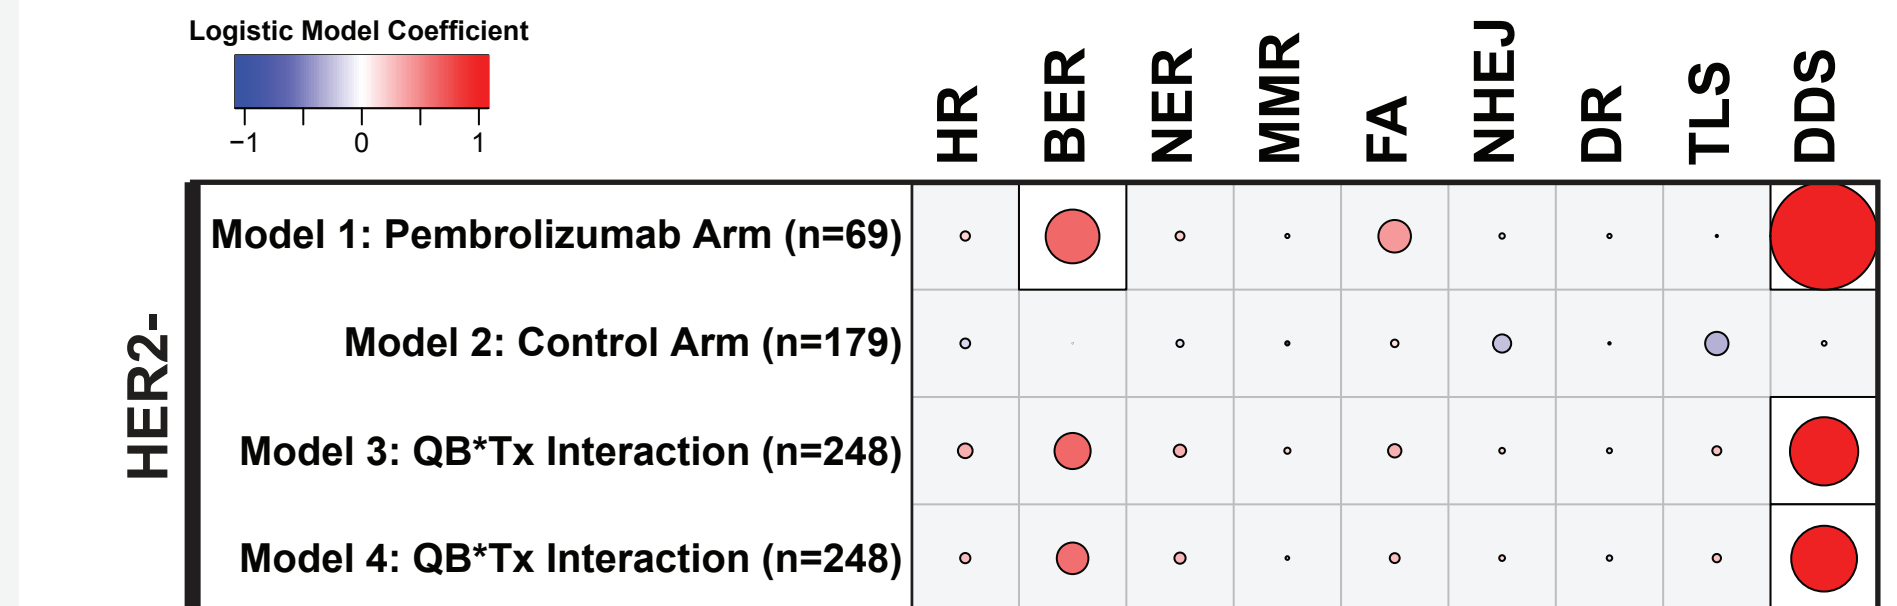 Logistic Model Coefficient
−1 0 1
HR BER NER MMR FA NHEJ DR TLS DDS
HER2-
Model 1: Pembrolizumab Arm (n=69)
Model 2: Control Arm (n=179)
Model 3: QB*Tx Interaction (n=248)
Model 4: QB*Tx Interaction (n=248)